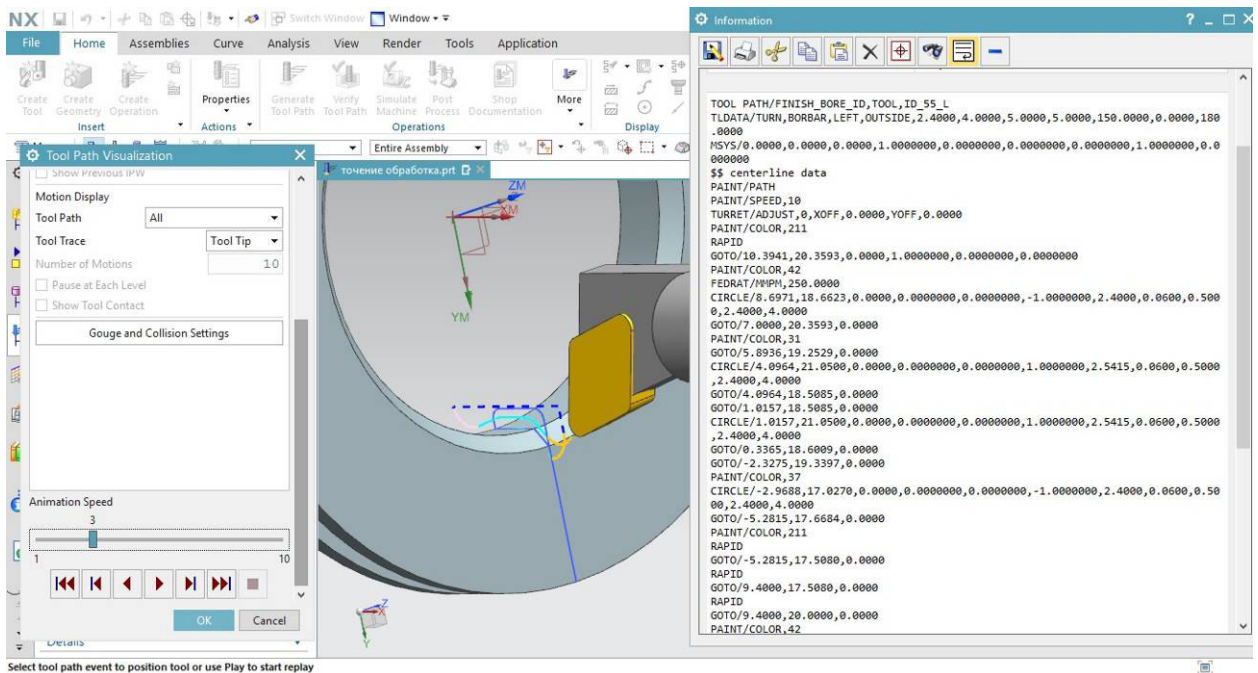 NX
Switch Window
Window
File
Home
Assemblies
Curve
Analysis
View
Render
Tools
Application
Create Tool
Create Geometry
Create Operation
Properties
Generate Tool Path
Verify Tool Path
Simulate Machine
Post Process
Shop Documentation
More
Insert
Actions
Operations
Display
Entire Assembly
Tool Path Visualization
точение обработка.prt
Show Previous IPW
Motion Display
Tool Path
All
Tool Trace
Tool Tip
Number of Motions
10
Pause at Each Level
Show Tool Contact
Gouge and Collision Settings
Animation Speed
3
1
10
OK
Cancel
Details
Select tool path event to position tool or use Play to start replay
ZM
XM
YM
Z
X
Y
Information
TOOL PATH/FINISH_BORE_ID,TOOL,ID_55_L
TLDATA/TURN,BORBAR,LEFT,OUTSIDE,2.4000,4.0000,5.0000,5.0000,150.0000,0.0000,180
.0000
MSYS/0.0000,0.0000,0.0000,1.0000000,0.0000000,0.0000000,0.0000000,1.0000000,0.0
000000
$$ centerline data
PAINT/PATH
PAINT/SPEED,10
TURRET/ADJUST,0,XOFF,0.0000,YOFF,0.0000
PAINT/COLOR,211
RAPID
GOTO/10.3941,20.3593,0.0000,1.0000000,0.0000000,0.0000000
PAINT/COLOR,42
FEDRAT/MMPM,250.0000
CIRCLE/8.6971,18.6623,0.0000,0.0000000,0.0000000,-1.0000000,2.4000,0.0600,0.500
0,2.4000,4.0000
GOTO/7.0000,20.3593,0.0000
PAINT/COLOR,31
GOTO/5.8936,19.2529,0.0000
CIRCLE/4.0964,21.0500,0.0000,0.0000000,0.0000000,1.0000000,2.5415,0.0600,0.5000
,2.4000,4.0000
GOTO/4.0964,18.5085,0.0000
GOTO/1.0157,18.5085,0.0000
CIRCLE/1.0157,21.0500,0.0000,0.0000000,0.0000000,1.0000000,2.5415,0.0600,0.5000
,2.4000,4.0000
GOTO/0.3365,18.6009,0.0000
GOTO/-2.3275,19.3397,0.0000
PAINT/COLOR,37
CIRCLE/-2.9688,17.0270,0.0000,0.0000000,0.0000000,-1.0000000,2.4000,0.0600,0.50
00,2.4000,4.0000
GOTO/-5.2815,17.6684,0.0000
PAINT/COLOR,211
RAPID
GOTO/-5.2815,17.5080,0.0000
RAPID
GOTO/9.4000,17.5080,0.0000
RAPID
GOTO/9.4000,20.0000,0.0000
PAINT/COLOR,42